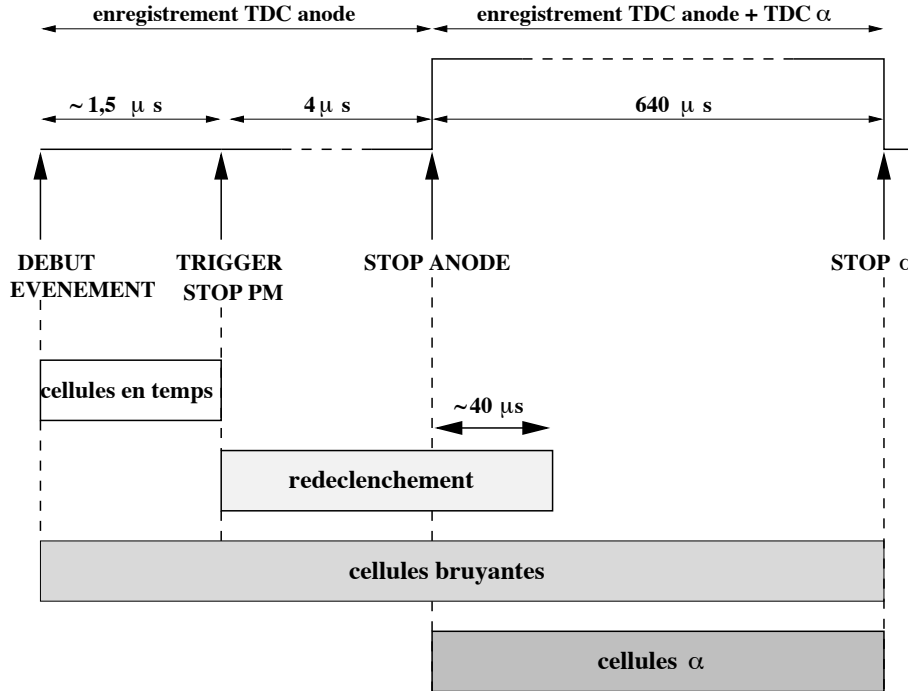 enregistrement TDC anode
enregistrement TDC anode + TDC α
~ 1,5 μ s
4 μ s
640 μ s
DEBUT
EVENEMENT
TRIGGER
STOP PM
STOP ANODE
STOP α
cellules en temps
~40 μs
redeclenchement
cellules bruyantes
cellules α